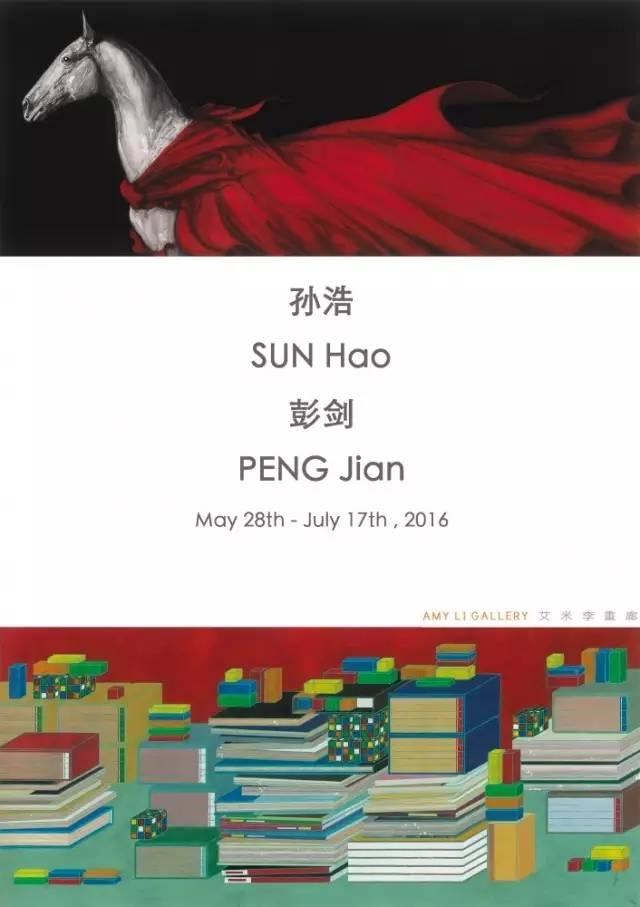 孙浩
SUN Hao
彭剑
PENG Jian
May 28th - July 17th , 2016
AMY LI GALLERY 艾米李畫廊